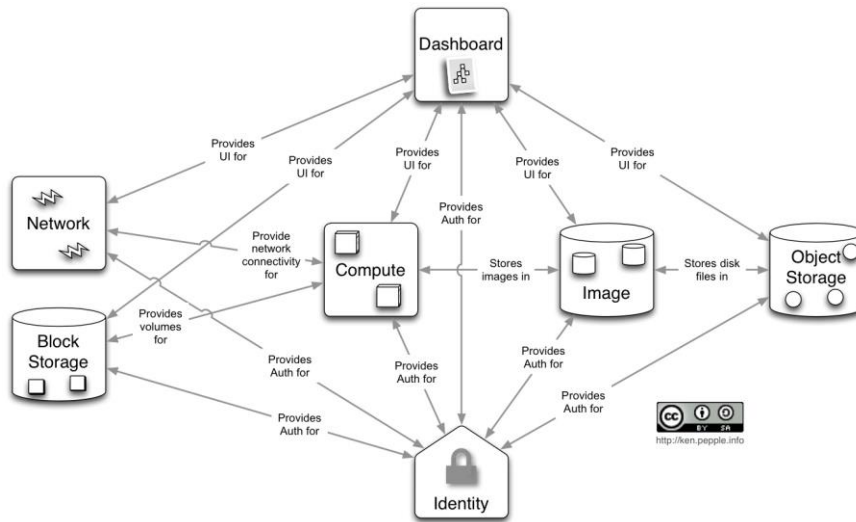 Dashboard
Provides
UI for
Provides
UI for
Provides
UI for
Provides
UI for
Provides
UI for
Provides
Auth for
Network
Provide
network
connectivity
for
Compute
Stores
images in
Image
Stores disk
files in
Object
Storage
Block
Storage
Provides
volumes
for
Provides
Auth for
Provides
Auth for
Provides
Auth for
Provides
Auth for
Provides
Auth for
cc
BY SA
http://ken.pepple.info
Identity